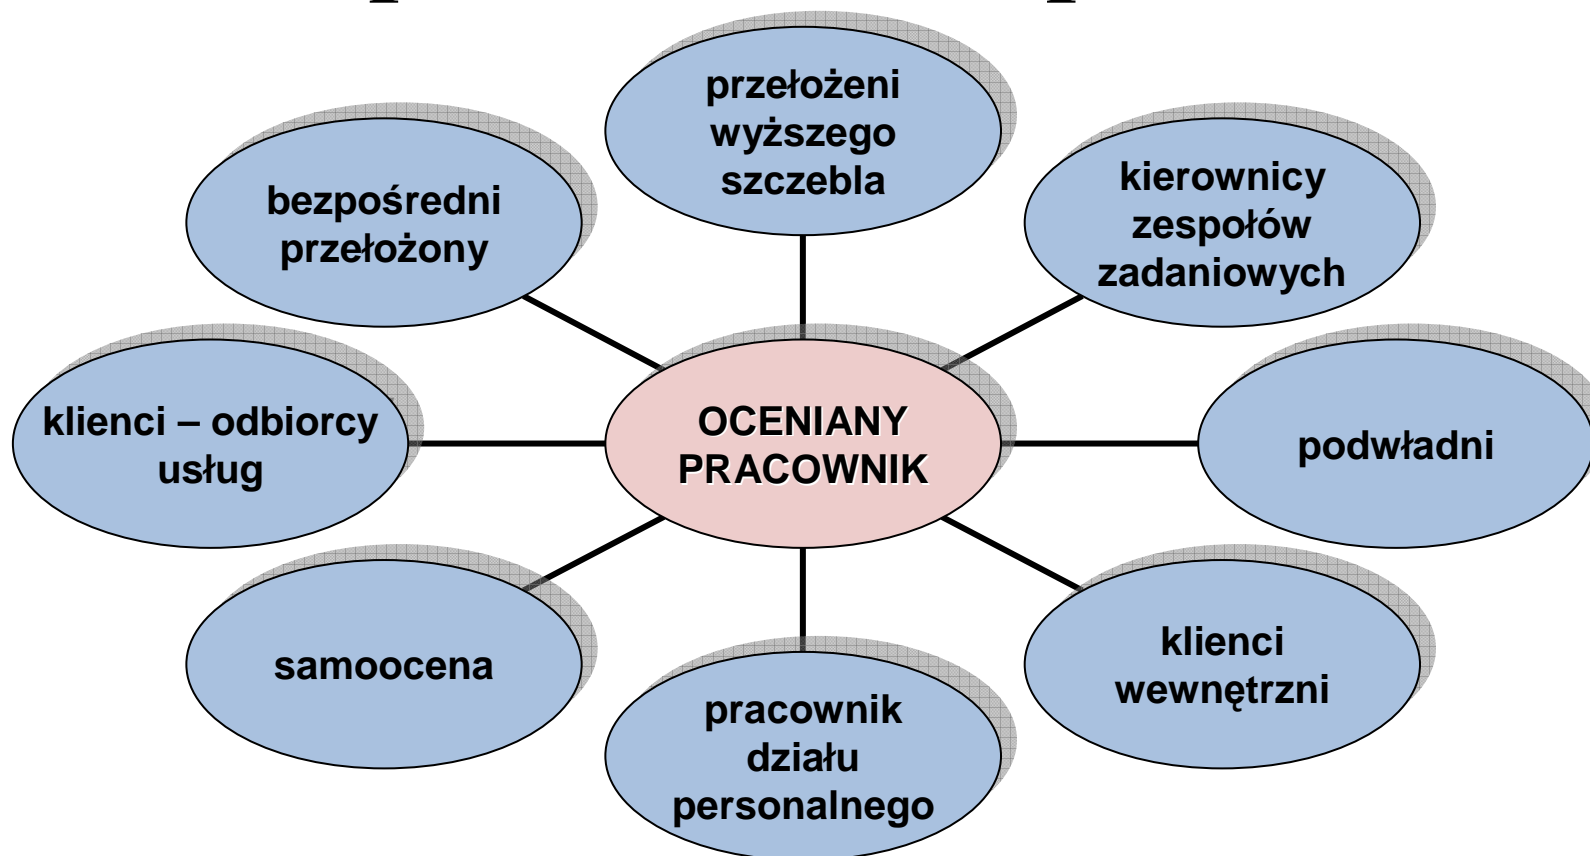 przełożeni
wyższego
szczebla
bezpośredni
przełożony
kierownicy
zespołów
zadaniowych
klienci – odbiorcy
usług
OCENIANY
PRACOWNIK
podwładni
samoocena
klienci
wewnętrzni
pracownik
działu
personalnego